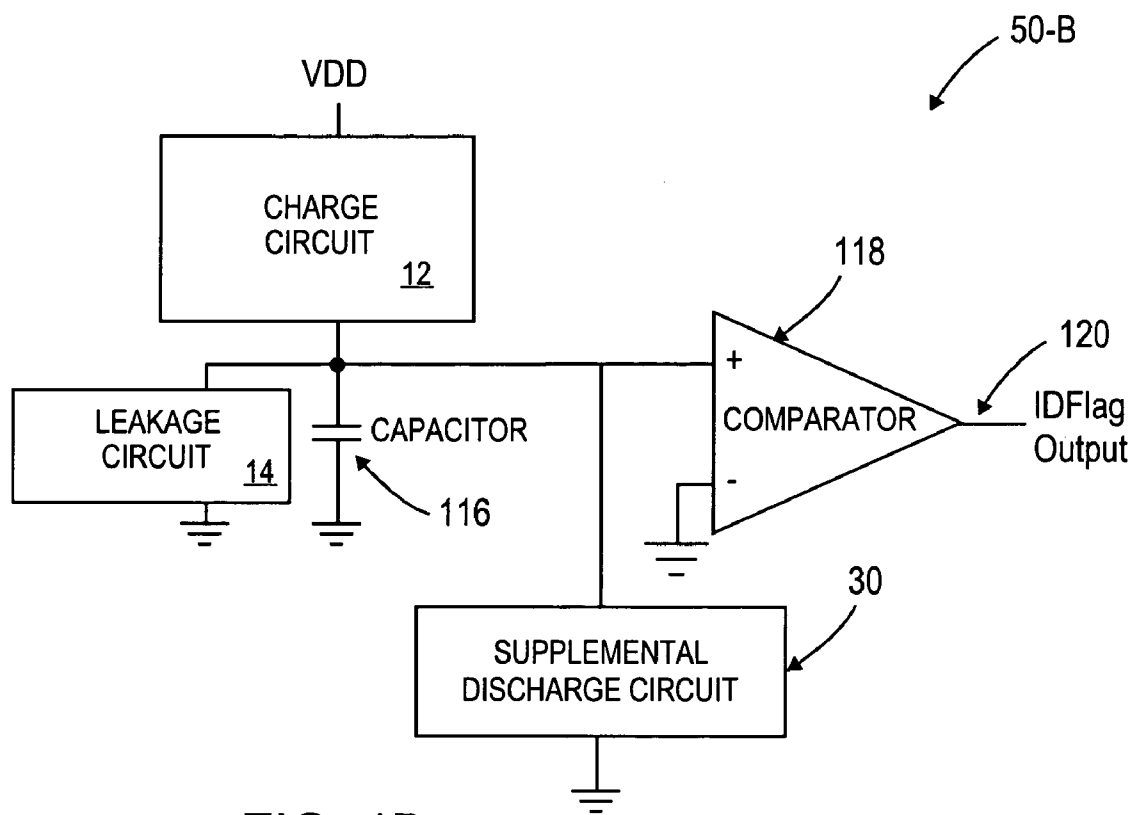 50-B
VDD
CHARGE
CIRCUIT
12
118
120
+
COMPARATOR
-
IDFlag
Output
LEAKAGE
CIRCUIT
14
CAPACITOR
116
30
SUPPLEMENTAL
DISCHARGE CIRCUIT